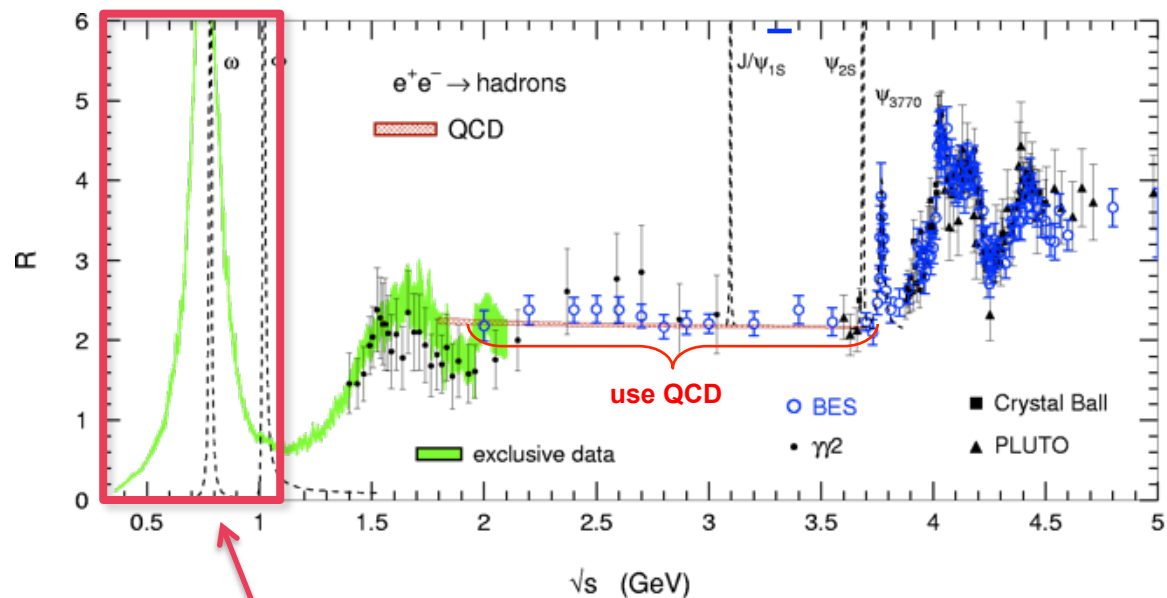 6
5
4
3
2
1
0
R
ω
e⁺e⁻ → hadrons
QCD
J/ψ1S
ψ2S
ψ3770
use QCD
exclusive data
BES
γγ2
Crystal Ball
PLUTO
0.5 1 1.5 2 2.5 3 3.5 4 4.5 5
√s (GeV)